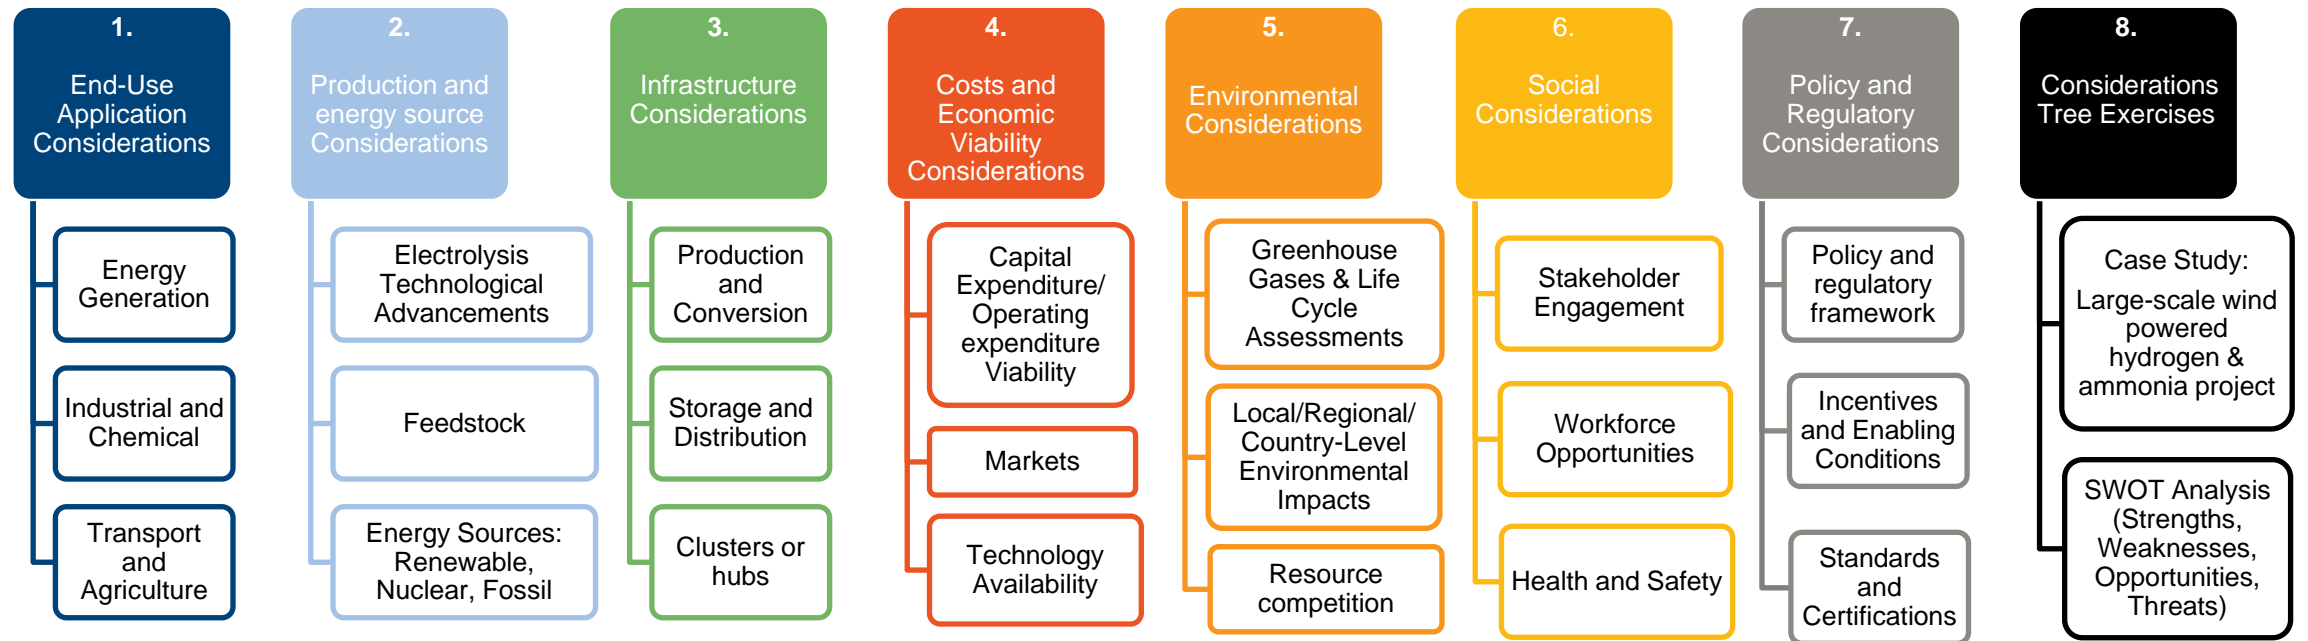 1.
End-Use
Application
Considerations
Energy
Generation
Industrial and
Chemical
Transport
and
Agriculture
2.
Production and
energy source
Considerations
Electrolysis
Technological
Advancements
Feedstock
Energy Sources:
Renewable,
Nuclear, Fossil
3.
Infrastructure
Considerations
Production
and
Conversion
Storage and
Distribution
Clusters or
hubs
4.
Costs and
Economic
Viability
Considerations
Capital
Expenditure/
Operating
expenditure
Viability
Markets
Technology
Availability
5.
Environmental
Considerations
Greenhouse
Gases & Life
Cycle
Assessments
Local/Regional/
Country-Level
Environmental
Impacts
Resource
competition
6.
Social
Considerations
Stakeholder
Engagement
Workforce
Opportunities
Health and Safety
7.
Policy and
Regulatory
Considerations
Policy and
regulatory
framework
Incentives
and Enabling
Conditions
Standards
and
Certifications
8.
Considerations
Tree Exercises
Case Study:
Large-scale wind
powered
hydrogen &
ammonia project
SWOT Analysis
(Strengths,
Weaknesses,
Opportunities,
Threats)